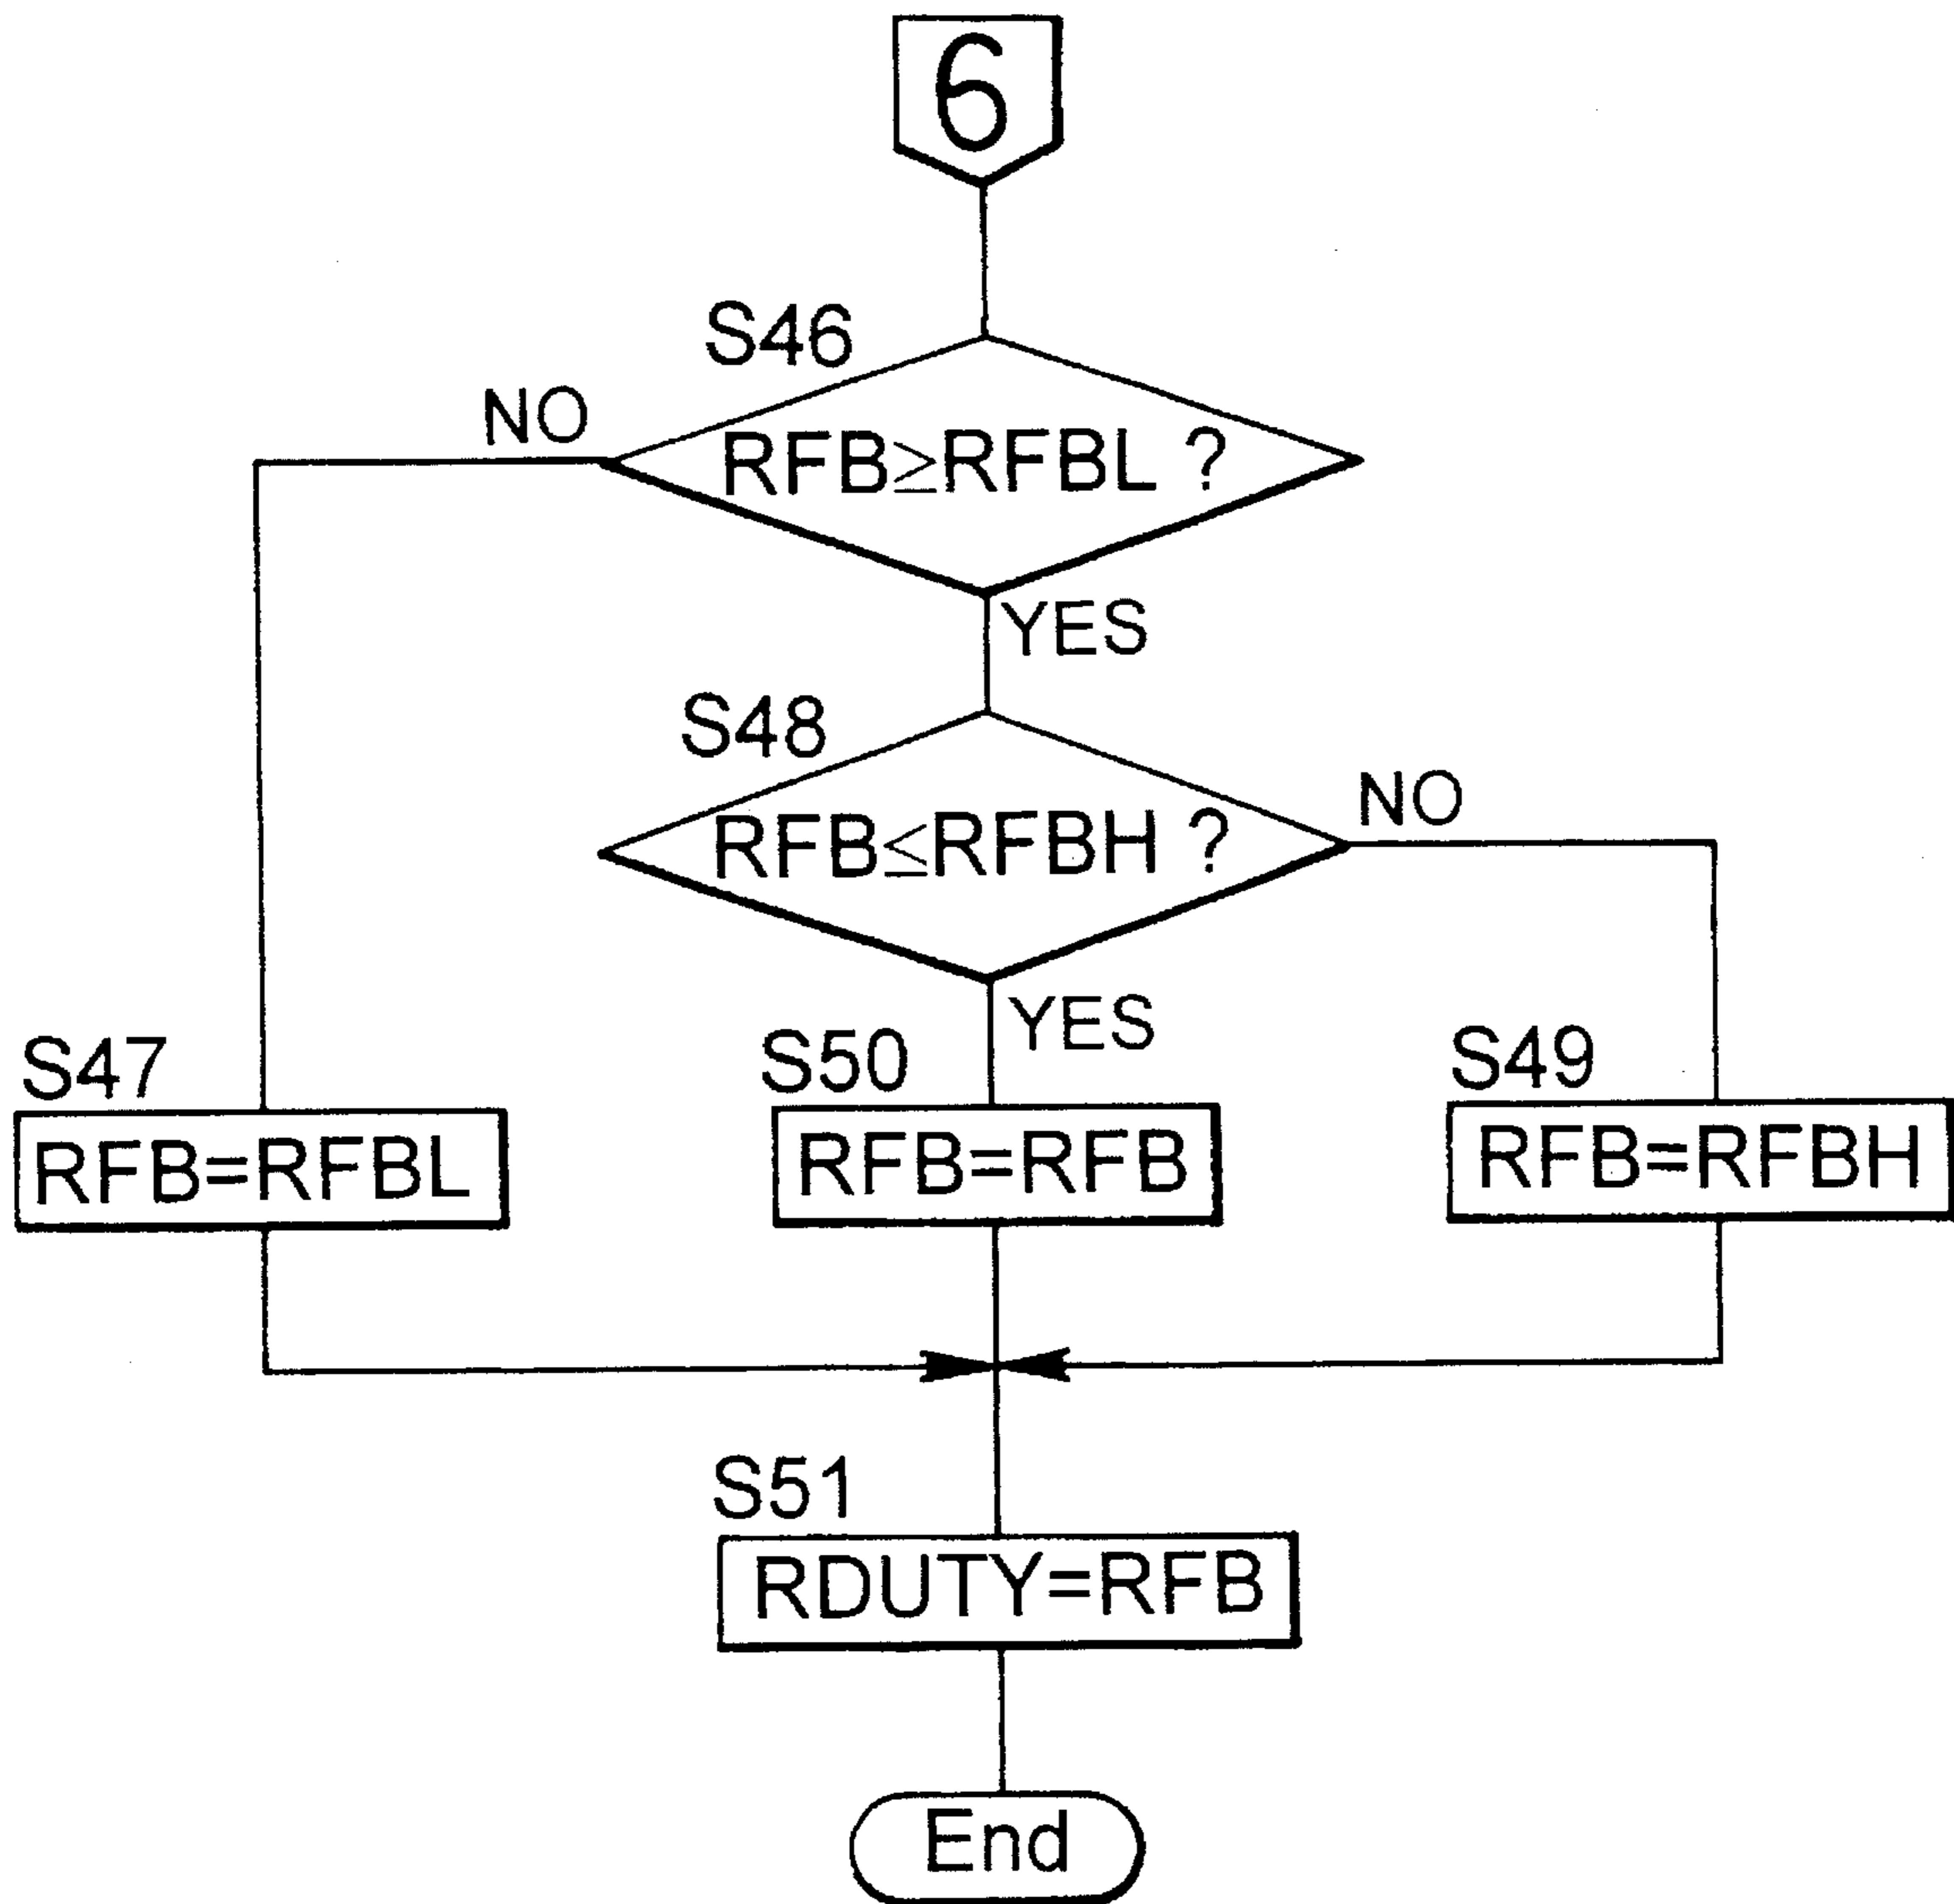 6
S46
NO
RFB≥RFBL ?
YES
S48
NO
RFB≤RFBH ?
YES
S47
S50
S49
RFB=RFBL
RFB=RFB
RFB=RFBH
S51
RDUTY=RFB
End